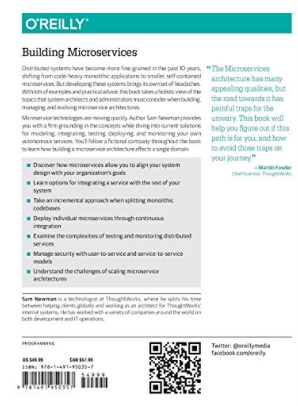 O'REILLY®
Building Microservices
Distributed systems have become more fine-grained in the past 10 years,
shifting from code-heavy monolithic applications to smaller, self-contained
microservices. But developing these systems brings its own set of headaches.
With lots of examples and practical advice, this book takes a holistic view of the
topics that system architects and administrators must consider when building,
managing, and evolving microservice architectures.
Microservice technologies are moving quickly. Author Sam Newman provides
you with a firm grounding in the concepts while diving into current solutions
for modeling, integrating, testing, deploying, and monitoring your own
autonomous services. You'll follow a fictional company throughout the book
to learn how building a microservice architecture affects a single domain.
■ Discover how microservices allow you to align your system
design with your organization's goals
■ Learn options for integrating a service with the rest of your
system
■ Take an incremental approach when splitting monolithic
codebases
■ Deploy individual microservices through continuous
integration
■ Examine the complexities of testing and monitoring distributed
services
■ Manage security with user-to-service and service-to-service
models
■ Understand the challenges of scaling microservice
architectures
Sam Newman is a technologist at ThoughtWorks, where he splits his time
between helping clients globally and working as an architect for ThoughtWorks'
internal systems. He has worked with a variety of companies around the world
on both development and IT operations.
“The Microservices
architecture has many
appealing qualities, but
the road towards it has
painful traps for the
unwary. This book will
help you figure out if this
path is for you, and how
to avoid those traps on
your journey.”
—Martin Fowler
Chief Scientist, ThoughtWorks
PROGRAMMING
US $49.99 CAN $57.99
ISBN: 978-1-491-95035-7
54999
9 781491 950357
Twitter: @oreillymedia
facebook.com/oreilly